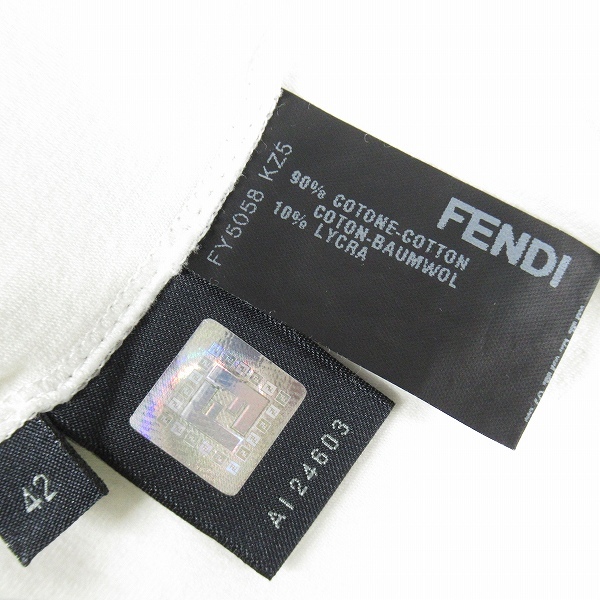 FENDI
90% COTONE-COTTON
COTON-BAUMWOL
10% LYCRA
FY5058 KZ5
AI24603
42